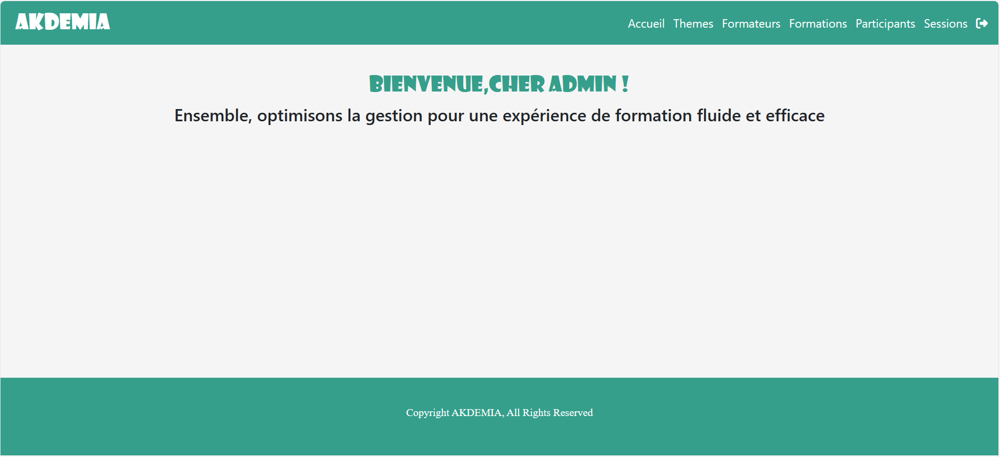 AKDEMIA
Accueil Themes Formateurs Formations Participants Sessions
BIENVENUE,CHER ADMIN !
Ensemble, optimisons la gestion pour une expérience de formation fluide et efficace
Copyright AKDEMIA, All Rights Reserved